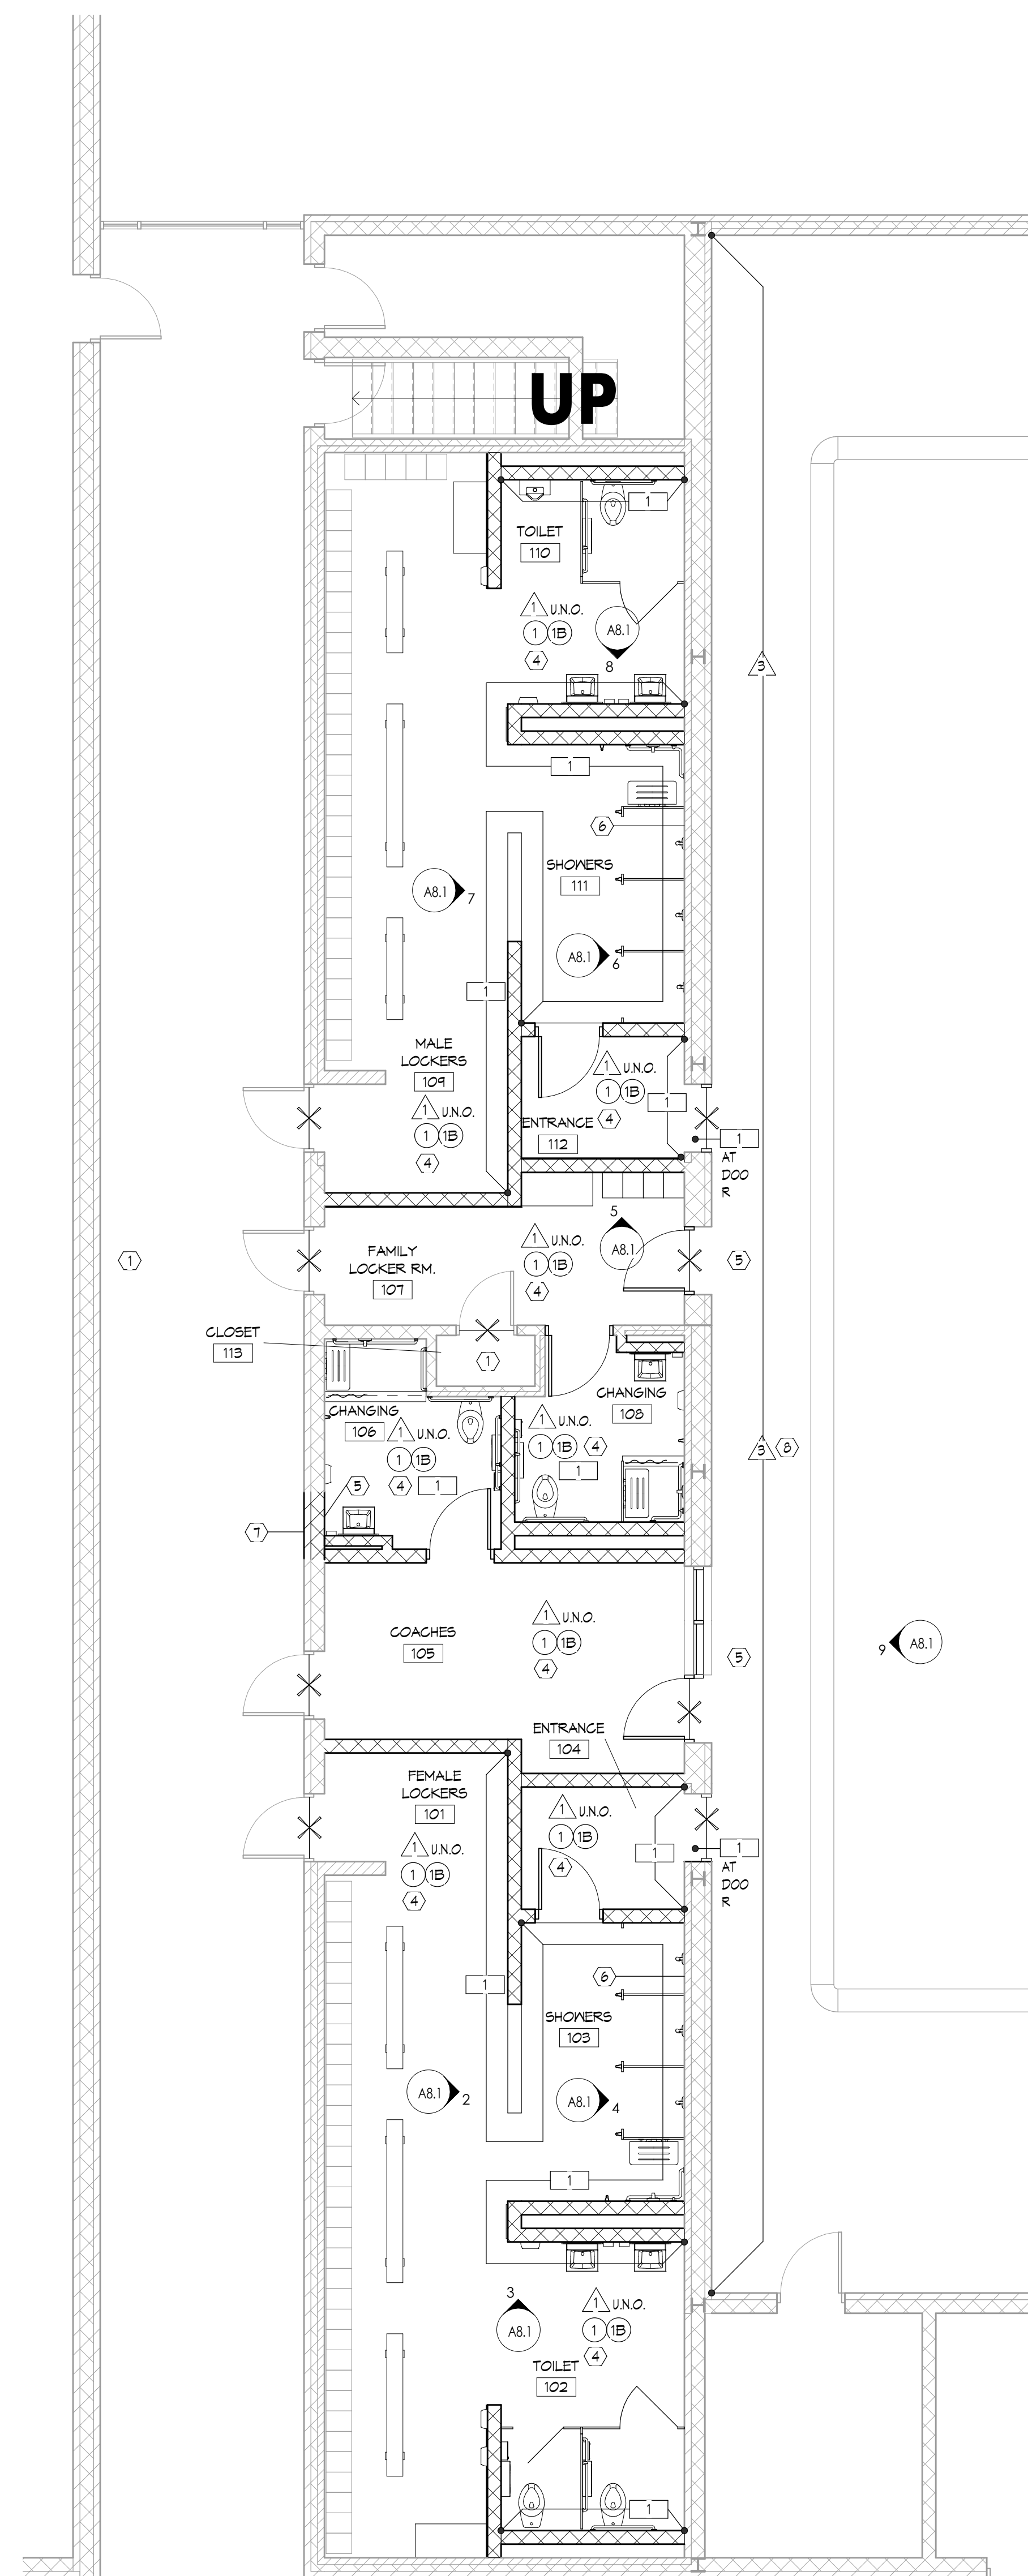 UP
1
TOILET
110
1 U.N.O.
1 1B
4
A8.1
8
3
1
6
SHOWERS
111
A8.1
7
A8.1
6
1
MALE
LOCKERS
109
1 U.N.O.
1 1B
4
1 U.N.O.
1 1B
4
1
ENTRANCE
112
1
AT
DOO
R
5
A8.1
1
FAMILY
LOCKER RM.
107
1 U.N.O.
1 1B
4
5
CLOSET
113
1
CHANGING
106
1 U.N.O.
1 1B
4
1
CHANGING
108
1 U.N.O.
1 1B
4
1
3
8
5
7
COACHES
105
1 U.N.O.
1 1B
4
5
9
A8.1
ENTRANCE
104
FEMALE
LOCKERS
101
1 U.N.O.
1 1B
4
1 U.N.O.
1 1B
4
1
1
AT
DOO
R
1
6
SHOWERS
103
A8.1
2
A8.1
4
1
3
A8.1
1 U.N.O.
1 1B
4
TOILET
102
1